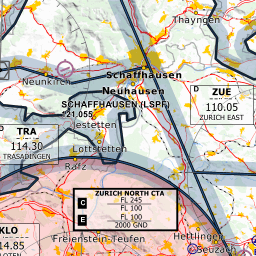 Thayngen
Schaffhausen
Neunkirch
Neuhausen
D
ZUE
110.05
ZURICH EAST
SCHAFFHAUSEN (LSPF)
21.055
Jestetten
D
TRA
114.30
TRASADINGEN
Lottstetten
Rafz
ZURICH NORTH CTA
C
FL 245
FL 100
E
FL 100
2000 GND
KLO
14.85
Freienstein-Teufen
Hettlingen
Seuzach